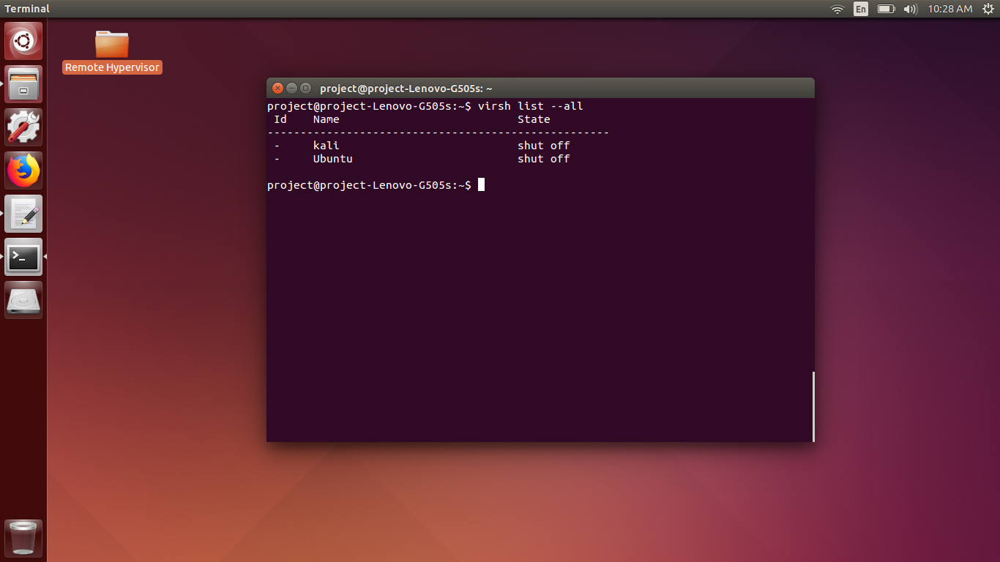 Terminal
En
10:28 AM
Remote Hypervisor
project@project-Lenovo-G505s: ~
project@project-Lenovo-G505s:~$ virsh list --all
 Id    Name                           State
----------------------------------------------------
 -     kali                           shut off
 -     Ubuntu                         shut off
project@project-Lenovo-G505s:~$